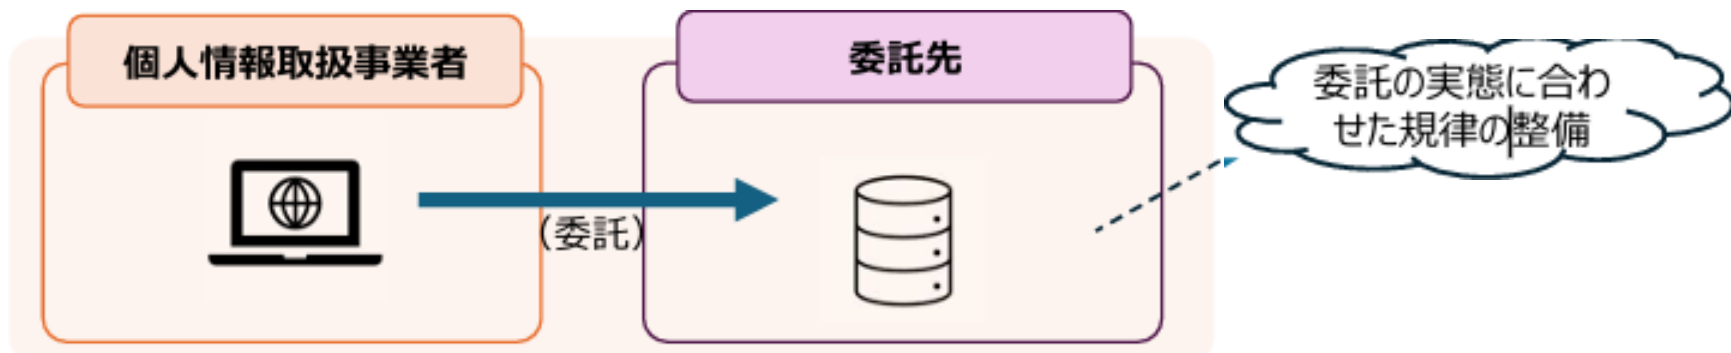 個人情報取扱事業者
委託先
委託の実態に合わ
せた規律の整備
（委託）